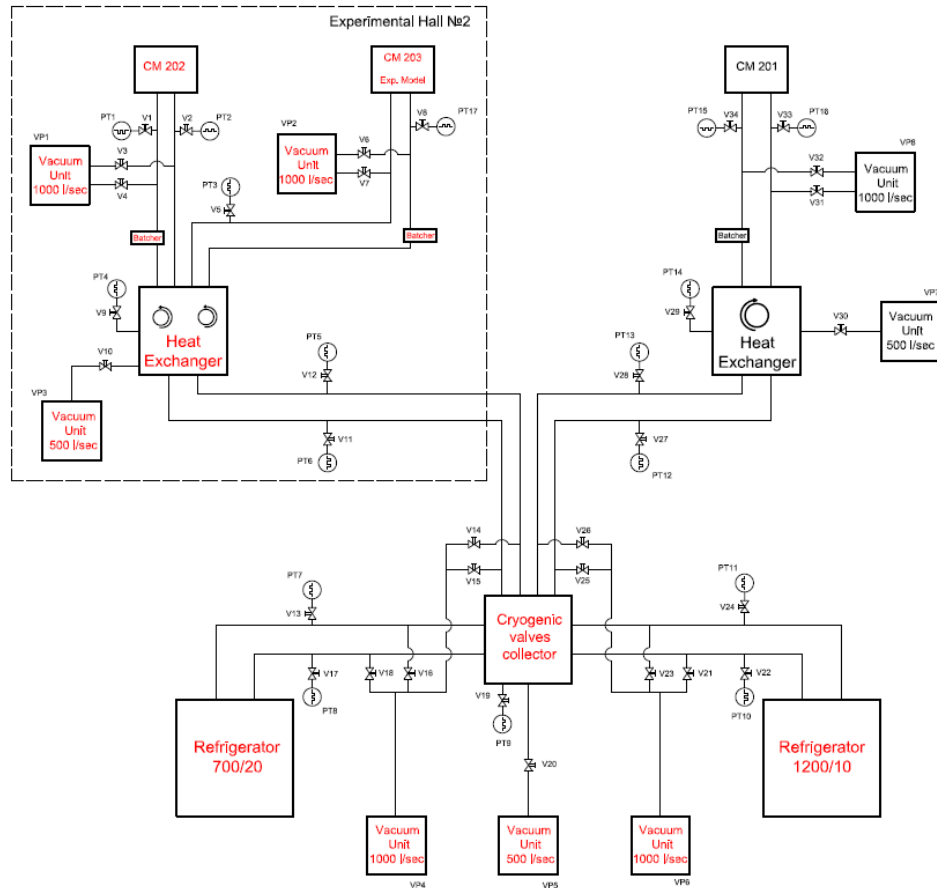 Experimental Hall №2
CM 202
CM 203
Exp. Model
CM 201
PT1
V1
V2
PT2
V8
PT17
PT15
V34
V33
PT16
VP1
Vacuum
Unit
1000 l/sec
V3
V4
VP2
Vacuum
Unit
1000 l/sec
V6
V7
PT3
V5
V32
V31
VP8
Vacuum
Unit
1000 l/sec
Batcher
Batcher
Batcher
PT4
V9
Heat
Exchanger
V10
VP3
Vacuum
Unit
500 l/sec
PT5
V12
V11
PT6
PT14
V29
Heat
Exchanger
V30
Vacuum
Unit
500 l/sec
PT13
V28
V27
PT12
V14
V15
V26
V25
PT7
V13
PT11
V24
Cryogenic
valves
collector
V17
PT8
V18
V16
V19
PT9
V23
V21
V22
PT10
V20
Refrigerator
700/20
Refrigerator
1200/10
Vacuum
Unit
1000 l/sec
VP4
Vacuum
Unit
500 l/sec
VP5
Vacuum
Unit
1000 l/sec
VP6